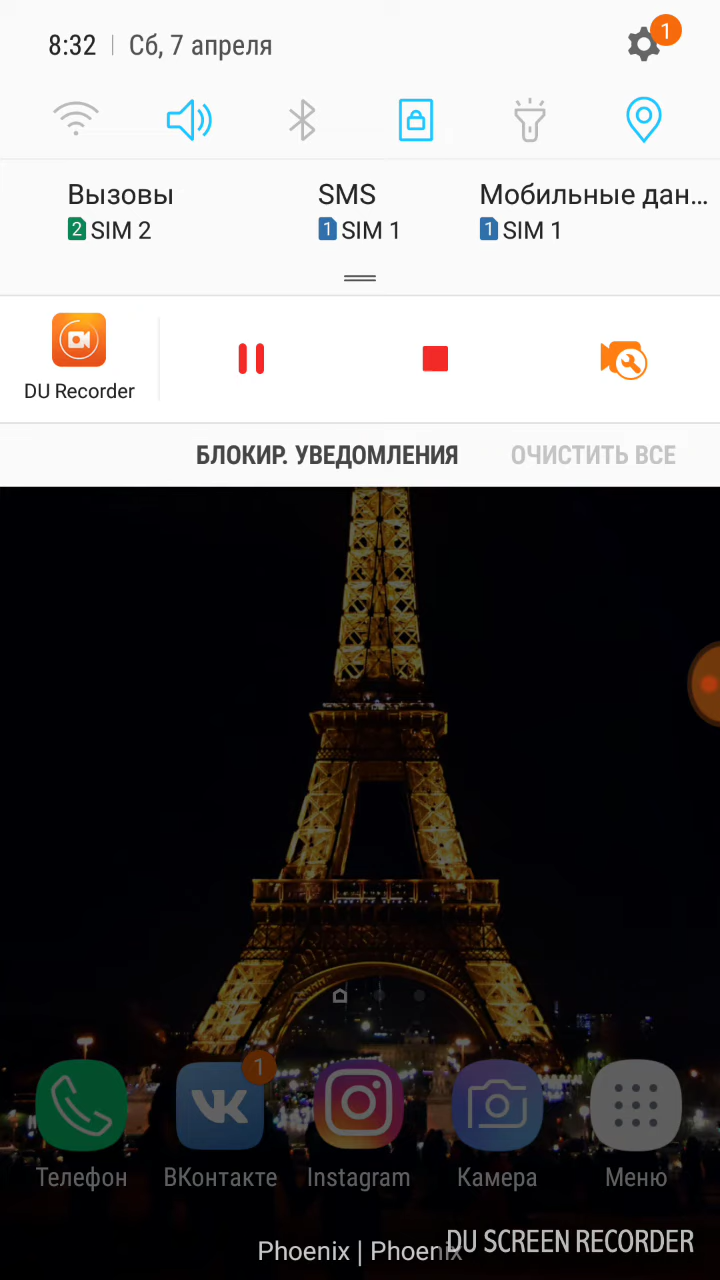 8:32 | Сб, 7 апреля
1
Вызовы
2 SIM 2
SMS
1 SIM 1
Мобильные дан...
1 SIM 1
DU Recorder
БЛОКИР. УВЕДОМЛЕНИЯ
ОЧИСТИТЬ ВСЕ
1
Телефон
ВКонтакте
Instagram
Камера
Меню
Phoenix | Phoenix
DU SCREEN RECORDER